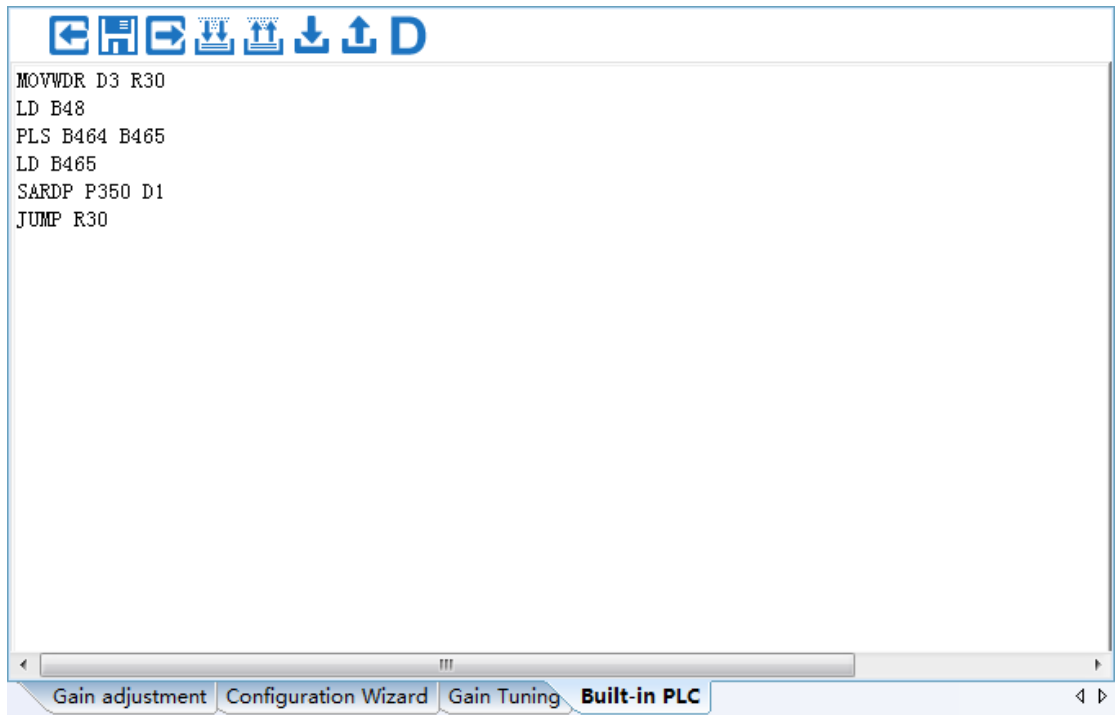 D
MOVWDR D3 R30
LD B48
PLS B464 B465
LD B465
SARDP P350 D1
JUMP R30
Gain adjustment Configuration Wizard Gain Tuning Built-in PLC